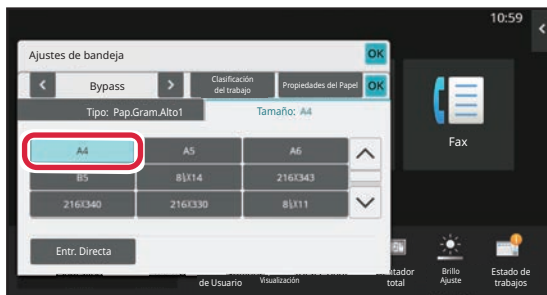 10:59
Ajustes de bandeja
OK
Bypass
Clasificación
del trabajo
Propiedades del Papel
OK
Tipo: Pap.Gram.Alto1
Tamaño: A4
A4
A5
A6
B5
8½X14
216X343
216X340
216X330
8½X11
Entr. Directa
Fax
de Usuario
Visualización
total
Brillo
Ajuste
Estado de
trabajos